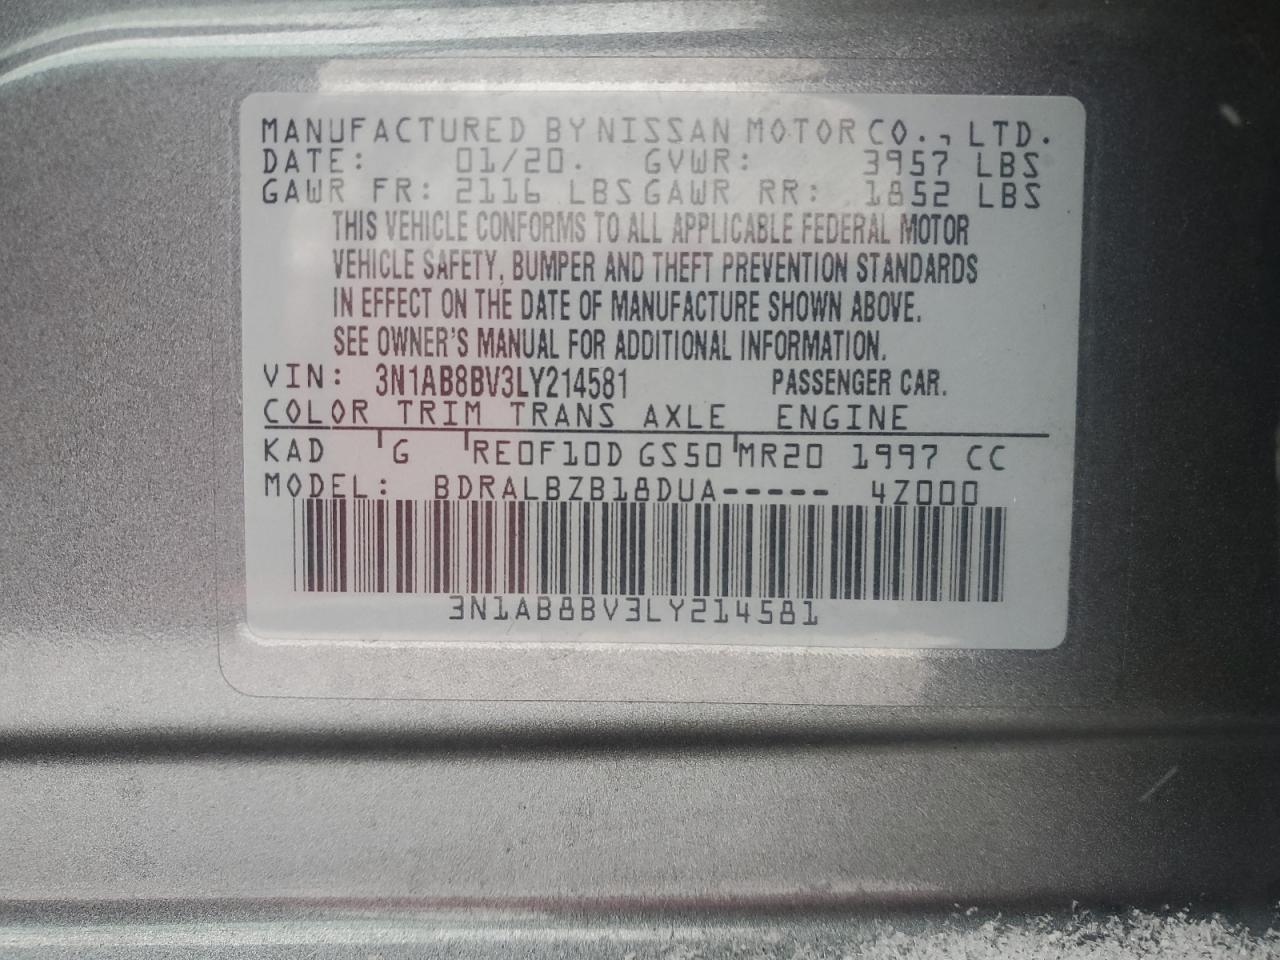 MANUFACTURED BY NISSAN MOTOR CO., LTD.
DATE: 01/20. GVWR: 3957 LBS
GAWR FR: 2116 LBS GAWR RR: 1852 LBS
THIS VEHICLE CONFORMS TO ALL APPLICABLE FEDERAL MOTOR
VEHICLE SAFETY, BUMPER AND THEFT PREVENTION STANDARDS
IN EFFECT ON THE DATE OF MANUFACTURE SHOWN ABOVE.
SEE OWNER'S MANUAL FOR ADDITIONAL INFORMATION.
VIN: 3N1AB8BV3LY214581 PASSENGER CAR.
COLOR TRIM TRANS AXLE ENGINE
KAD G RE0F10D GS50 MR20 1997 CC
MODEL: BDRALBZB18DUA----- 4Z000
3N1AB8BV3LY214581